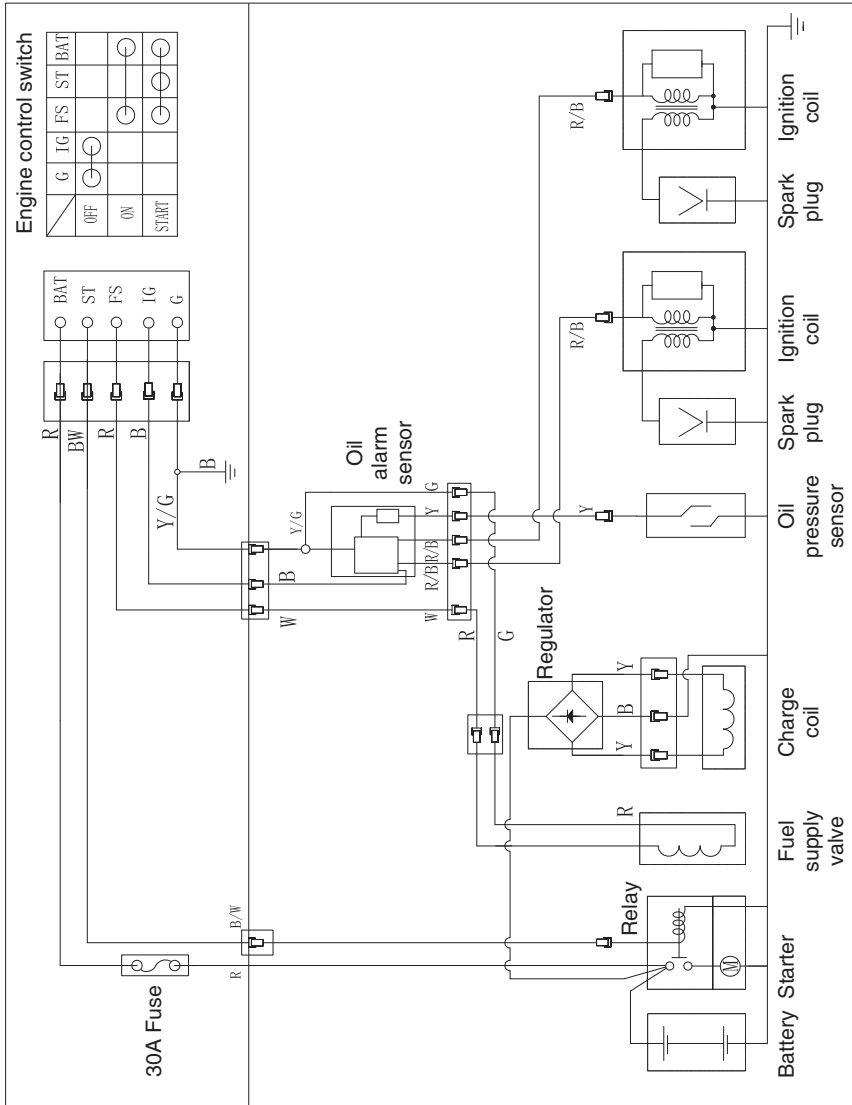 Engine control switch
G IG FS ST BAT
OFF
ON
START
BAT
ST
FS
IG
G
R
BW
R
B
Y/G
B
30A Fuse
R
B/W
W
B
Y/G
Oil
alarm
sensor
W
R/B
R/B
Y
G
R
G
R/B
R/B
Y
Regulator
Y
B
Y
R
Relay
M
Battery
Starter
Fuel
supply
valve
Charge
coil
Oil
pressure
sensor
Spark
plug
Ignition
coil
Spark
plug
Ignition
coil